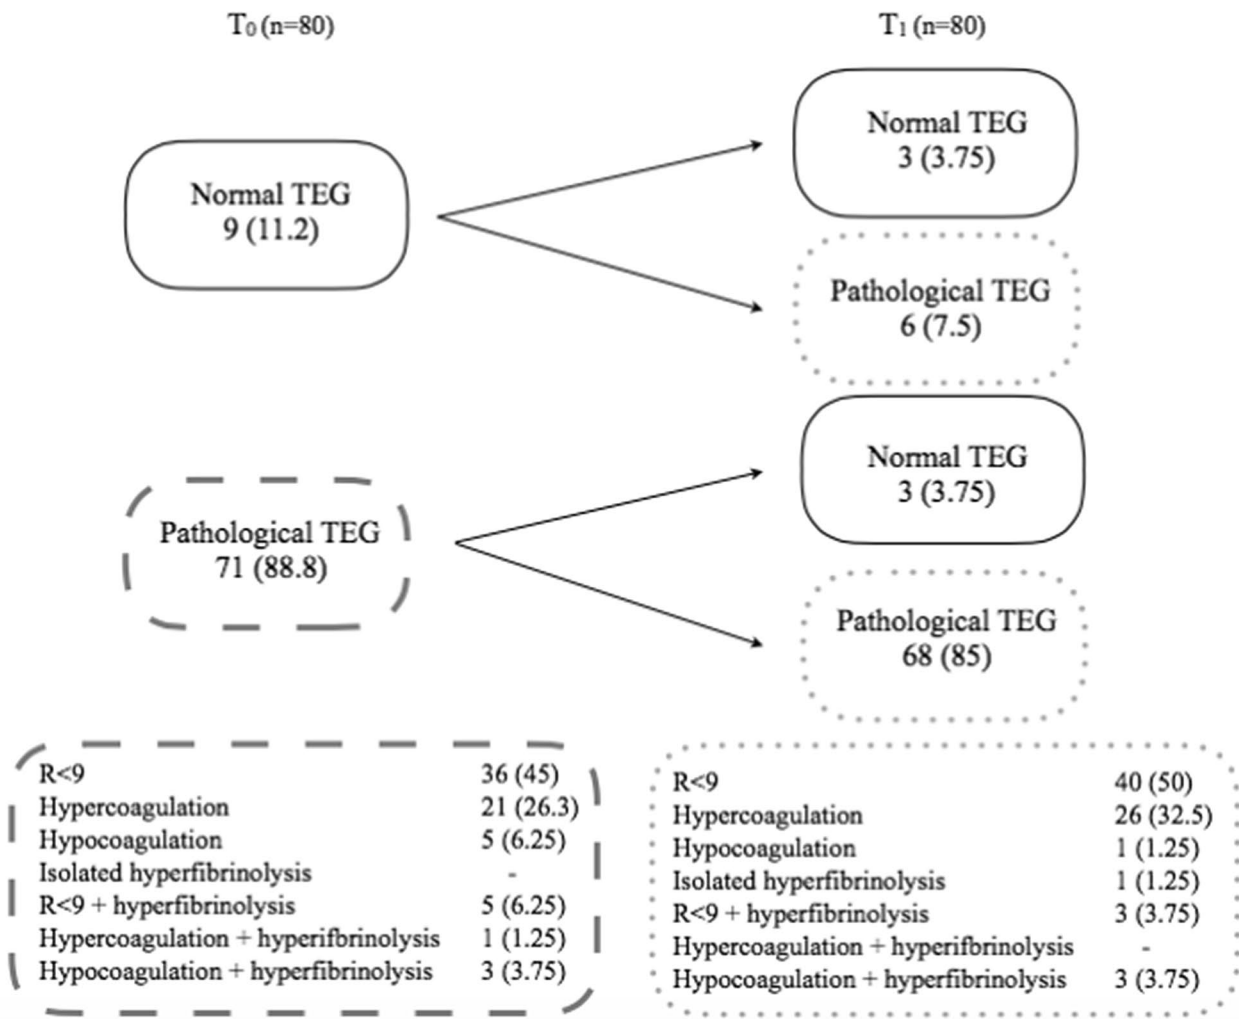 T₀ (n=80)
T₁ (n=80)
Normal TEG
9 (11.2)
Normal TEG
3 (3.75)
Pathological TEG
6 (7.5)
Pathological TEG
71 (88.8)
Normal TEG
3 (3.75)
Pathological TEG
68 (85)
R<9 36 (45)
Hypercoagulation 21 (26.3)
Hypocoagulation 5 (6.25)
Isolated hyperfibrinolysis -
R<9 + hyperfibrinolysis 5 (6.25)
Hypercoagulation + hyperifbrinolysis 1 (1.25)
Hypocoagulation + hyperfibrinolysis 3 (3.75)
R<9 40 (50)
Hypercoagulation 26 (32.5)
Hypocoagulation 1 (1.25)
Isolated hyperfibrinolysis 1 (1.25)
R<9 + hyperfibrinolysis 3 (3.75)
Hypercoagulation + hyperfibrinolysis -
Hypocoagulation + hyperfibrinolysis 3 (3.75)